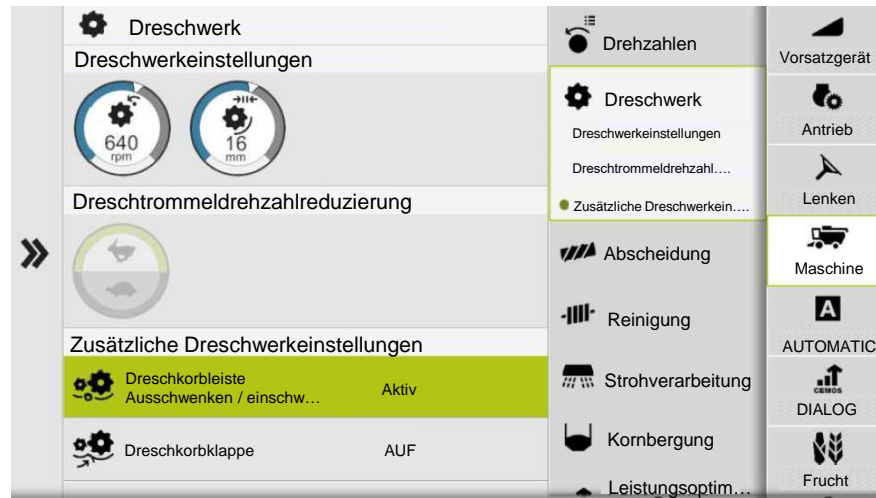 Dreschwerk
Dreschwerkeinstellungen
640
rpm
16
mm
Dreschtrommeldrehzahlreduzierung
Zusätzliche Dreschwerkeinstellungen
Dreschkorbleiste
Ausschwenken / einschw…
Aktiv
Dreschkorbklappe
AUF
Drehzahlen
Dreschwerk
Dreschwerkeinstellungen
Dreschtrommeldrehzahl….
Zusätzliche Dreschwerkein….
Abscheidung
Reinigung
Strohverarbeitung
Kornbergung
Leistungsoptim…
Vorsatzgerät
Antrieb
Lenken
Maschine
A
AUTOMATIC
CEMOS
DIALOG
Frucht